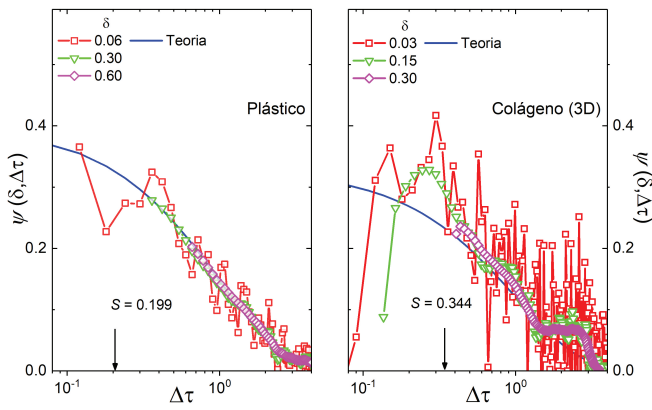 δ
0.06 Teoria
0.30
0.60
Plástico
ψ (δ,Δτ)
0.4
0.2
0.0
S = 0.199
10⁻¹ 10⁰
Δτ
δ
0.03 Teoria
0.15
0.30
Colágeno (3D)
ψ (δ,Δτ)
0.4
0.2
0.0
S = 0.344
10⁻¹ 10⁰
Δτ